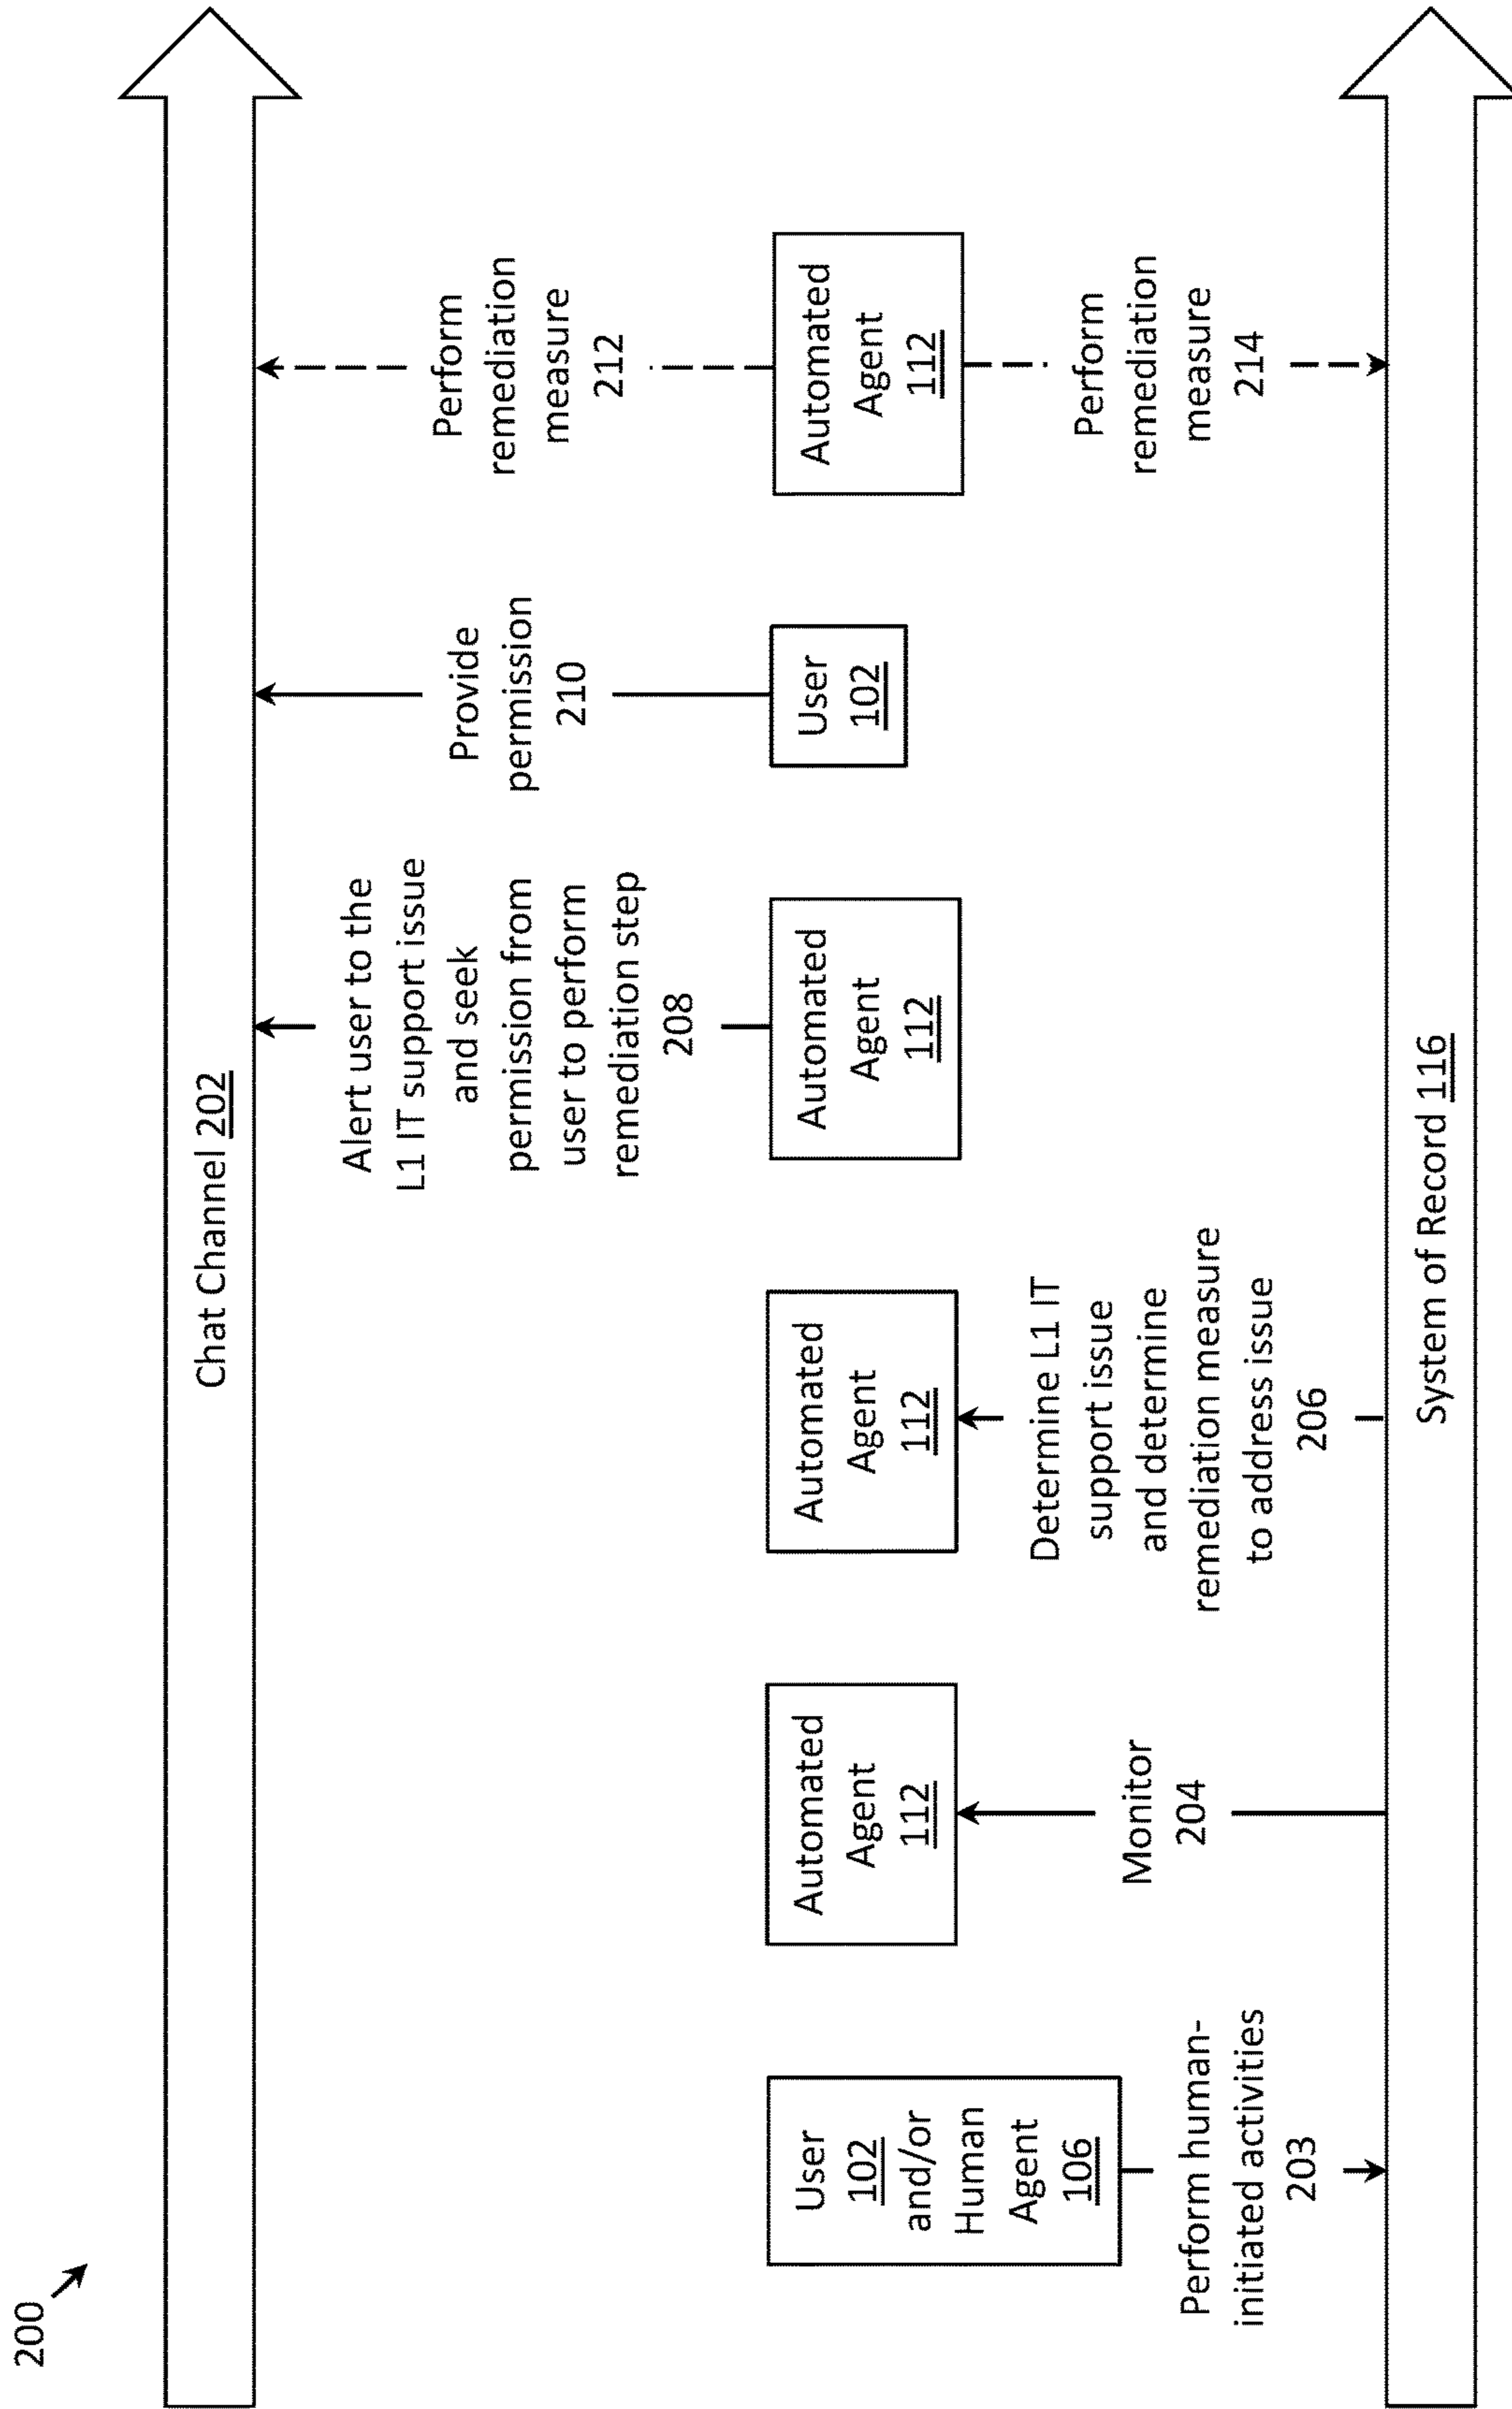 200
Chat Channel 202
User
102
and/or
Human
Agent
106
Perform human-
initiated activities
203
Automated
Agent
112
Monitor
204
Automated
Agent
112
Determine L1 IT
support issue
and determine
remediation measure
to address issue
206
Alert user to the
L1 IT support issue
and seek
permission from
user to perform
remediation step
208
Automated
Agent
112
Provide
permission
210
User
102
Perform
remediation
measure
212
Automated
Agent
112
Perform
remediation
measure
214
System of Record 116